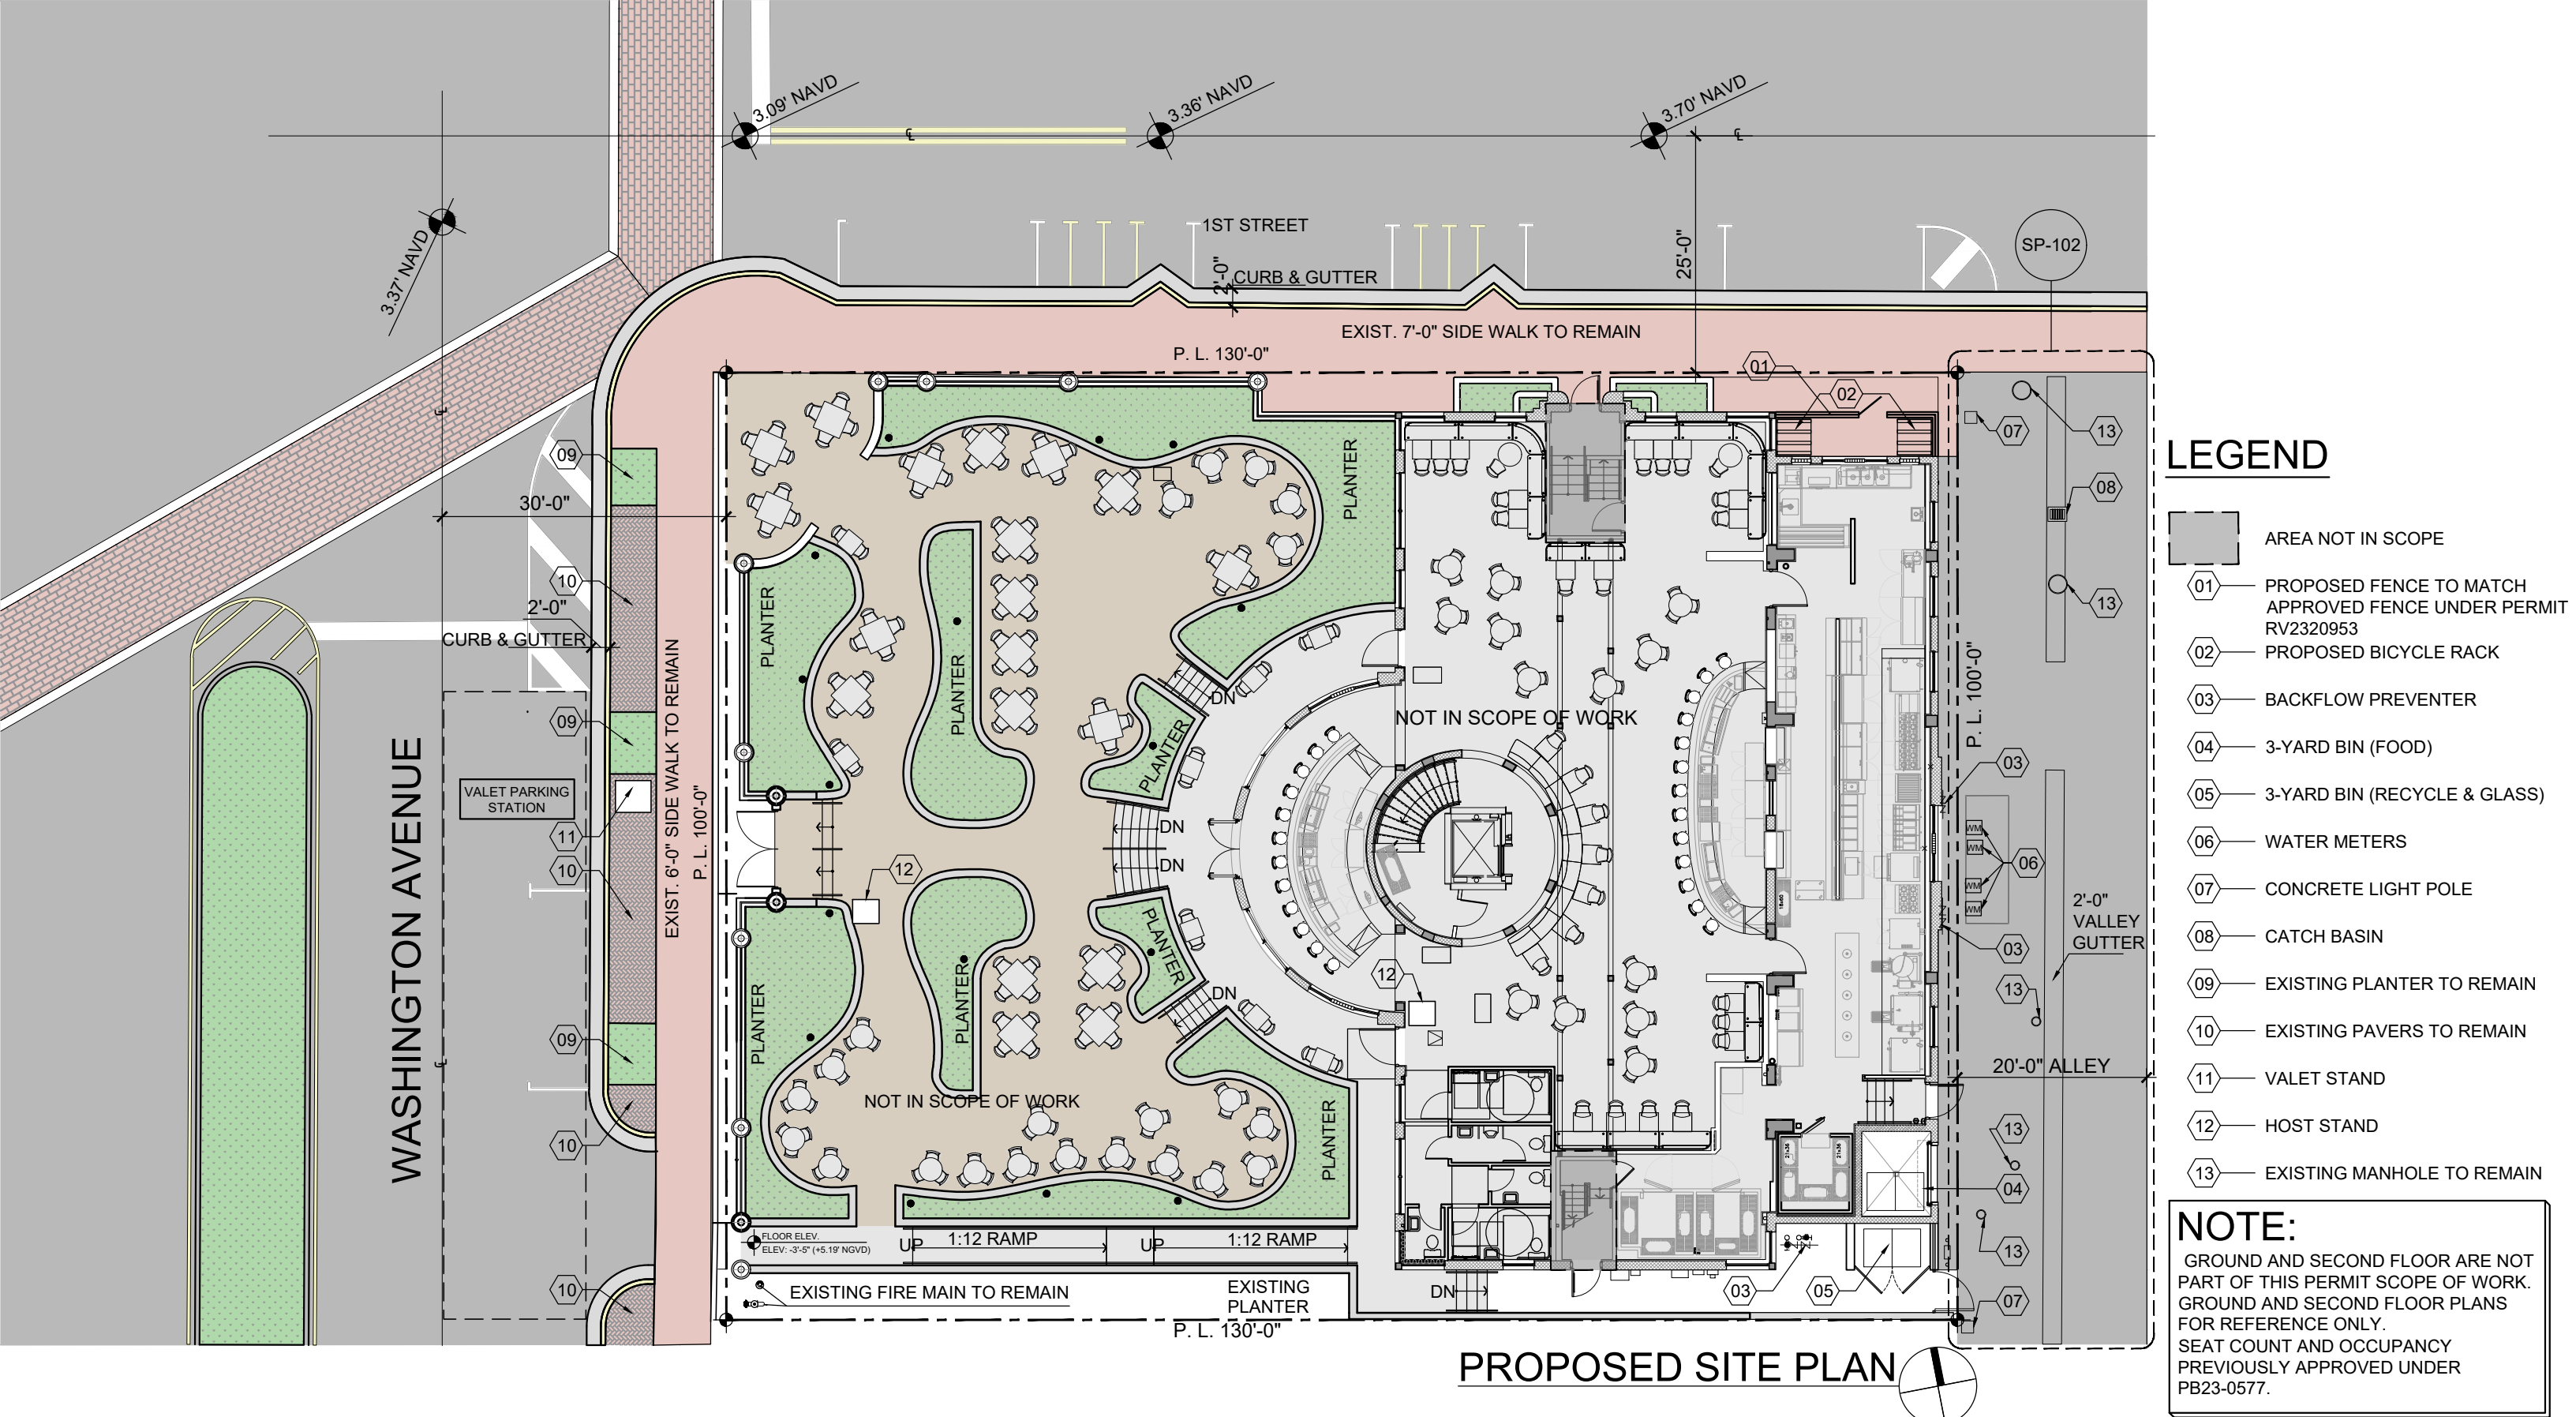 3.09' NAVD
3.36' NAVD
3.70' NAVD
3.37' NAVD
1ST STREET
25'-0"
SP-102
2'-0"
CURB & GUTTER
EXIST. 7'-0" SIDE WALK TO REMAIN
P. L. 130'-0"
01
02
07
13
08
13
09
30'-0"
10
2'-0"
CURB & GUTTER
09
VALET PARKING
STATION
11
10
09
10
10
WASHINGTON AVENUE
EXIST. 6'-0" SIDE WALK TO REMAIN
P. L. 100'-0"
PLANTER
PLANTER
PLANTER
PLANTER
PLANTER
PLANTER
PLANTER
PLANTER
PLANTER
DN
DN
DN
DN
12
12
NOT IN SCOPE OF WORK
NOT IN SCOPE OF WORK
P. L. 100'-0"
03
WM
WM
WM
WM
06
03
2'-0"
VALLEY
GUTTER
13
20'-0" ALLEY
13
04
13
07
03
05
FLOOR ELEV.
ELEV: -3'-5" (+5.19' NGVD)
UP
1:12 RAMP
UP
1:12 RAMP
EXISTING FIRE MAIN TO REMAIN
EXISTING
PLANTER
DN
P. L. 130'-0"
PROPOSED SITE PLAN
LEGEND
AREA NOT IN SCOPE
01 PROPOSED FENCE TO MATCH
APPROVED FENCE UNDER PERMIT
RV2320953
02 PROPOSED BICYCLE RACK
03 BACKFLOW PREVENTER
04 3-YARD BIN (FOOD)
05 3-YARD BIN (RECYCLE & GLASS)
06 WATER METERS
07 CONCRETE LIGHT POLE
08 CATCH BASIN
09 EXISTING PLANTER TO REMAIN
10 EXISTING PAVERS TO REMAIN
11 VALET STAND
12 HOST STAND
13 EXISTING MANHOLE TO REMAIN
NOTE:
GROUND AND SECOND FLOOR ARE NOT
PART OF THIS PERMIT SCOPE OF WORK.
GROUND AND SECOND FLOOR PLANS
FOR REFERENCE ONLY.
SEAT COUNT AND OCCUPANCY
PREVIOUSLY APPROVED UNDER
PB23-0577.